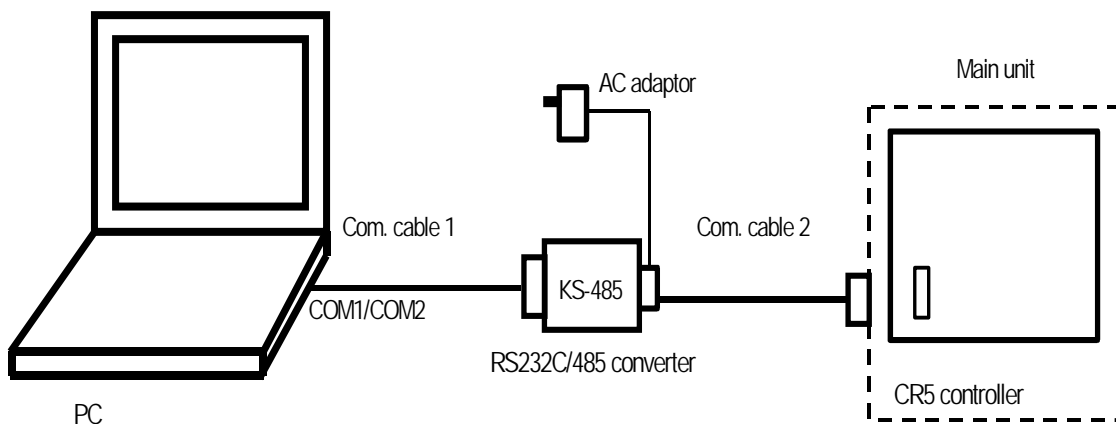 Main unit
AC adaptor
Com. cable 1
Com. cable 2
KS-485
COM1/COM2
RS232C/485 converter
CR5 controller
PC